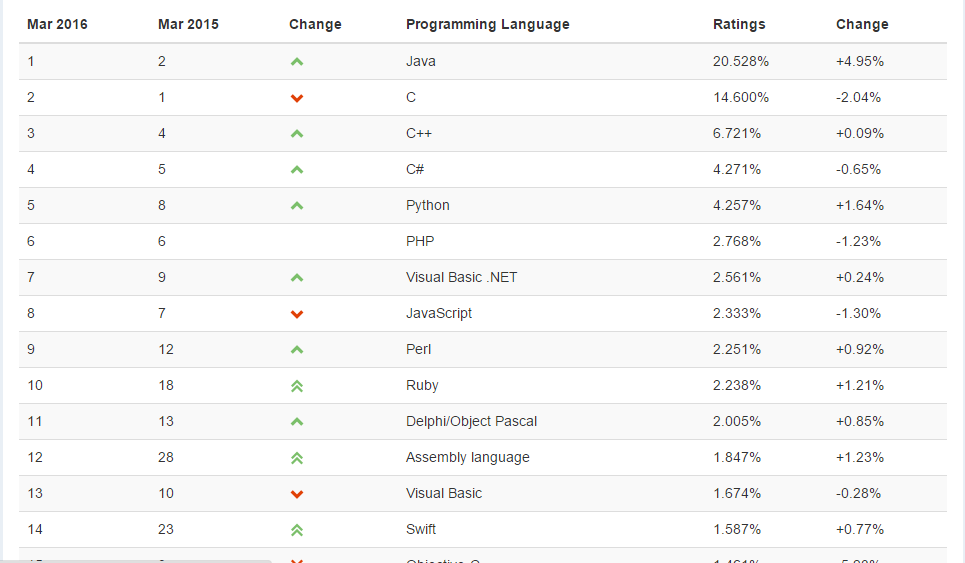 Mar 2016 Mar 2015 Change Programming Language Ratings Change
1 2 Java 20.528% +4.95%
2 1 C 14.600% -2.04%
3 4 C++ 6.721% +0.09%
4 5 C# 4.271% -0.65%
5 8 Python 4.257% +1.64%
6 6 PHP 2.768% -1.23%
7 9 Visual Basic .NET 2.561% +0.24%
8 7 JavaScript 2.333% -1.30%
9 12 Perl 2.251% +0.92%
10 18 Ruby 2.238% +1.21%
11 13 Delphi/Object Pascal 2.005% +0.85%
12 28 Assembly language 1.847% +1.23%
13 10 Visual Basic 1.674% -0.28%
14 23 Swift 1.587% +0.77%